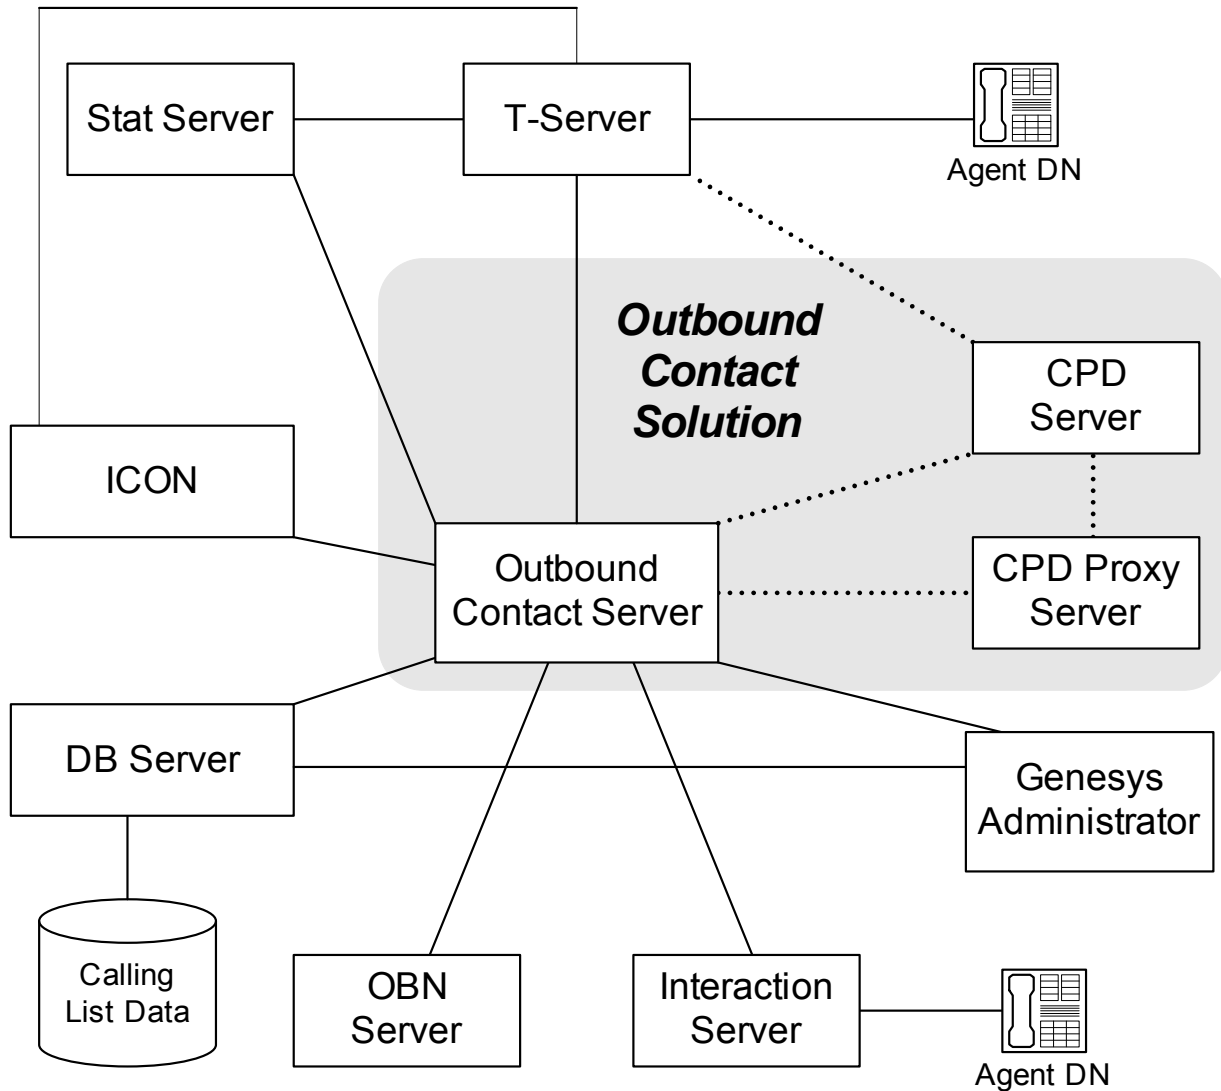 Stat Server
T-Server
Agent DN
Outbound
Contact
Solution
CPD
Server
ICON
Outbound
Contact Server
CPD Proxy
Server
DB Server
Genesys
Administrator
Calling
List Data
OBN
Server
Interaction
Server
Agent DN